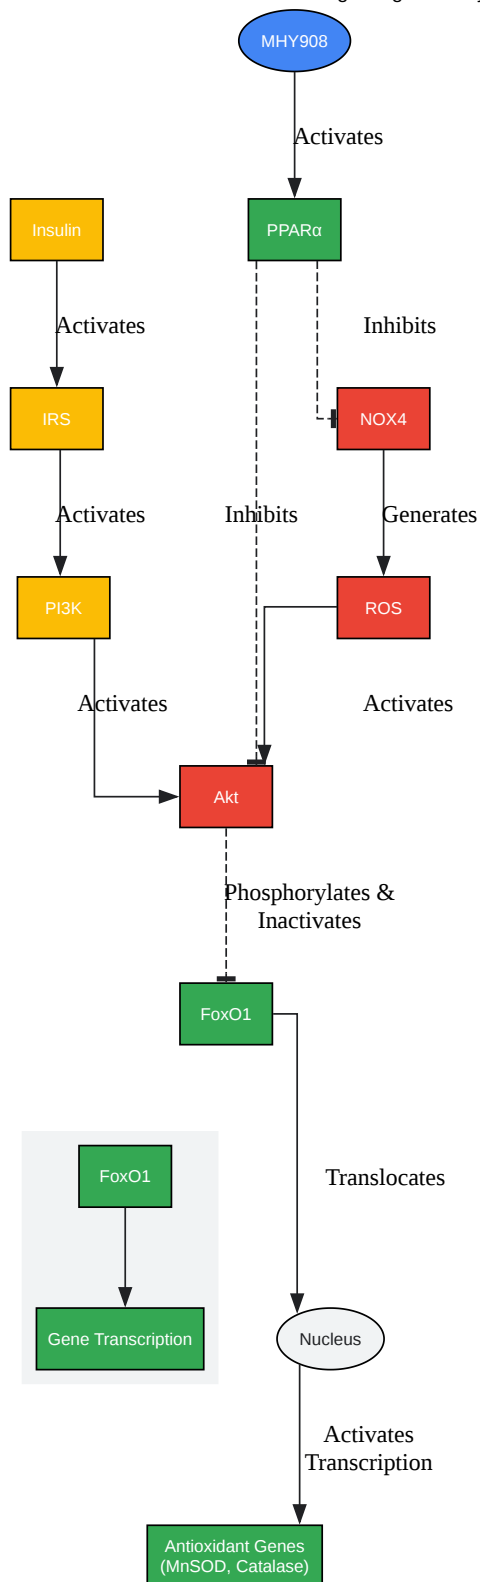 MHY908
Activates
Insulin
PPARα
Activates
Inhibits
IRS
NOX4
Activates
Inhibits
Generates
PI3K
ROS
Activates
Activates
Akt
Phosphorylates &
Inactivates
FoxO1
FoxO1
Translocates
Gene Transcription
Nucleus
Activates
Transcription
Antioxidant Genes
(MnSOD, Catalase)